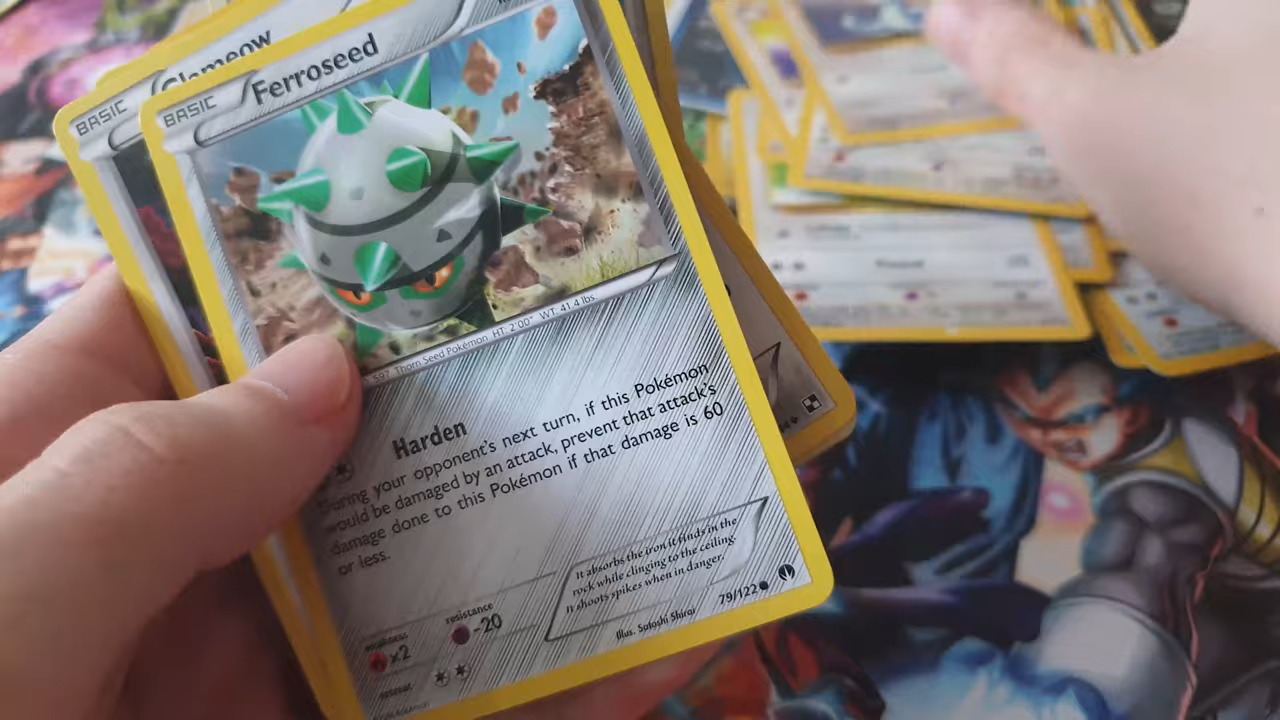 BASIC
Glameow
BASIC
Ferroseed
597 Thorn Seed Pokémon HT: 2'00" WT: 41.4 lbs.
Harden
During your opponent's next turn, if this Pokémon
would be damaged by an attack, prevent that attack's
damage done to this Pokémon if that damage is 60
or less.
It absorbs the iron it finds in the
rock while clinging to the ceiling.
It shoots spikes when in danger.
weakness
x2
resistance
-20
retreat
Illus. Satoshi Shirai
79/122